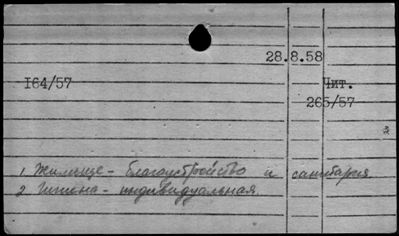 28.8.58
I64/57 Чит.
265/57
1 Жилище - благоустройство и санитария
2 Гигиена - индивидуальная.